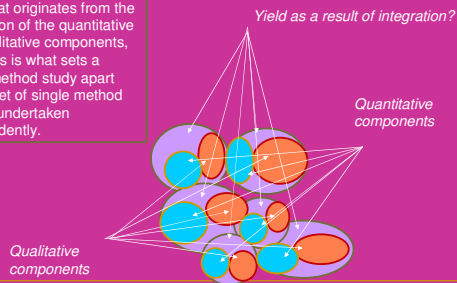 at originates from the
on of the quantitative
litative components,
s is what sets a
ethod study apart
et of single method
undertaken
dently.
Yield as a result of integration?
Quantitative
components
Qualitative
components